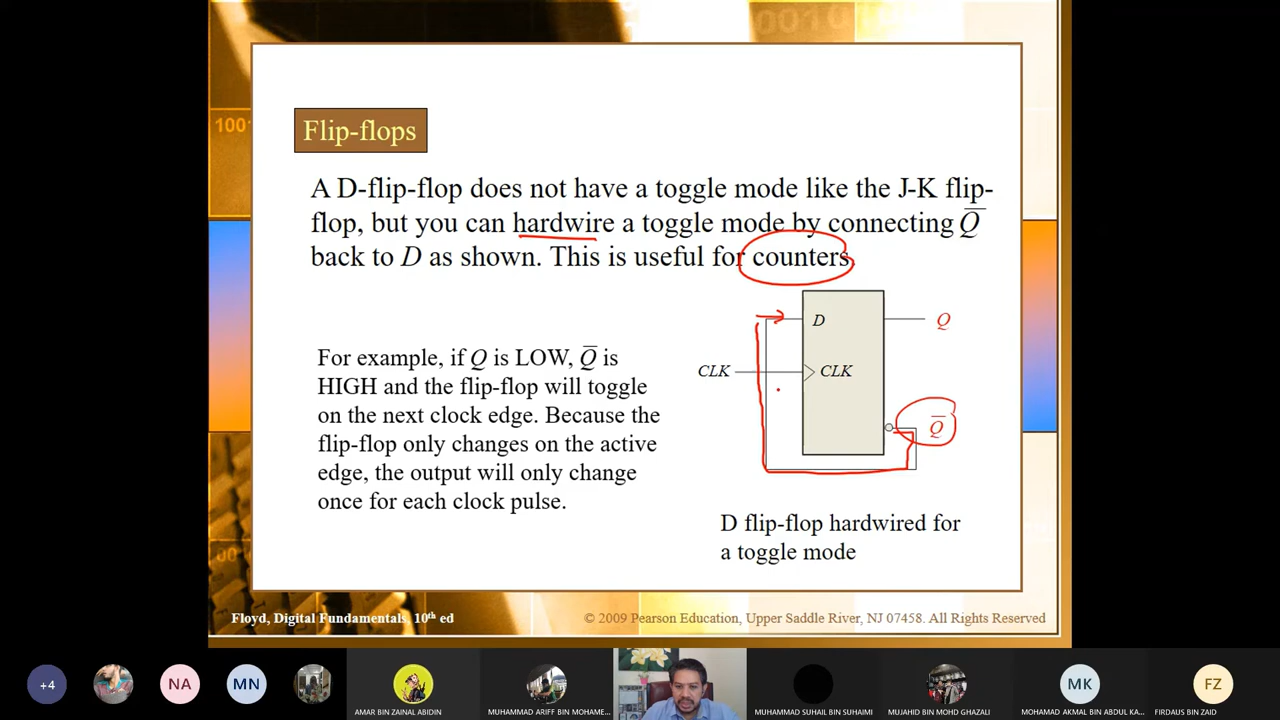 1001
001
Flip-flops
A D-flip-flop does not have a toggle mode like the J-K flip-
flop, but you can hardwire a toggle mode by connecting Q̅
back to D as shown. This is useful for counters.
D
Q
For example, if Q is LOW, Q̅ is
HIGH and the flip-flop will toggle
on the next clock edge. Because the
flip-flop only changes on the active
edge, the output will only change
once for each clock pulse.
CLK
CLK
Q̅
D flip-flop hardwired for
a toggle mode
00
Floyd, Digital Fundamentals, 10th ed
© 2009 Pearson Education, Upper Saddle River, NJ 07458. All Rights Reserved
+4
NA
MN
MK
FZ
AMAR BIN ZAINAL ABIDIN
MUHAMMAD ARIFF BIN MOHAME...
MUHAMMAD SUHAIL BIN SUHAIMI
MUJAHID BIN MOHD GHAZALI
MOHAMAD AKMAL BIN ABDUL KA...
FIRDAUS BIN ZAID